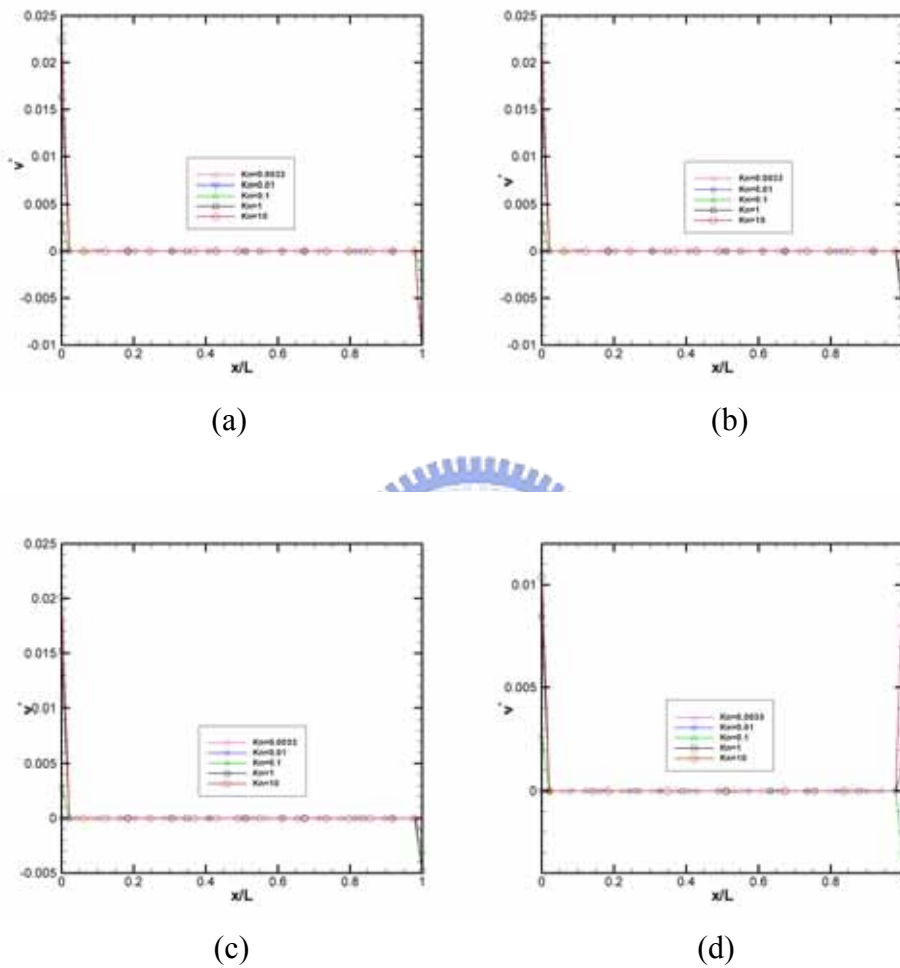 0.025
0.02
0.015
0.01
0.005
0
-0.005
-0.01
v*
Kn=0.0033
Kn=0.01
Kn=0.1
Kn=1
Kn=10
0 0.2 0.4 0.6 0.8 1
x/L
(a)
0.025
0.02
0.015
0.01
0.005
0
-0.005
-0.01
v*
Kn=0.0033
Kn=0.01
Kn=0.1
Kn=1
Kn=10
0 0.2 0.4 0.6 0.8
x/L
(b)
0.025
0.02
0.015
0.01
0.005
0
-0.005
v*
Kn=0.0033
Kn=0.01
Kn=0.1
Kn=1
Kn=10
0 0.2 0.4 0.6 0.8 1
x/L
(c)
0.01
0.005
0
v*
Kn=0.0033
Kn=0.01
Kn=0.1
Kn=1
Kn=10
0 0.2 0.4 0.6 0.8
x/L
(d)